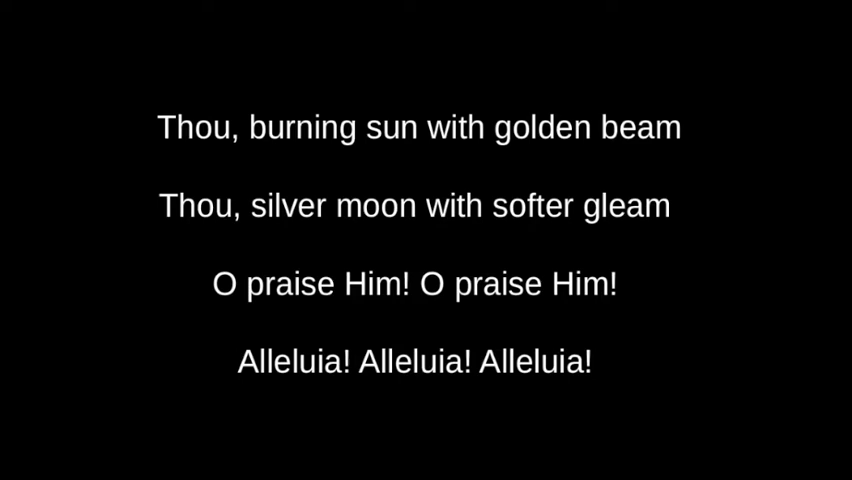 Thou, burning sun with golden beam
Thou, silver moon with softer gleam
O praise Him! O praise Him!
Alleluia! Alleluia! Alleluia!